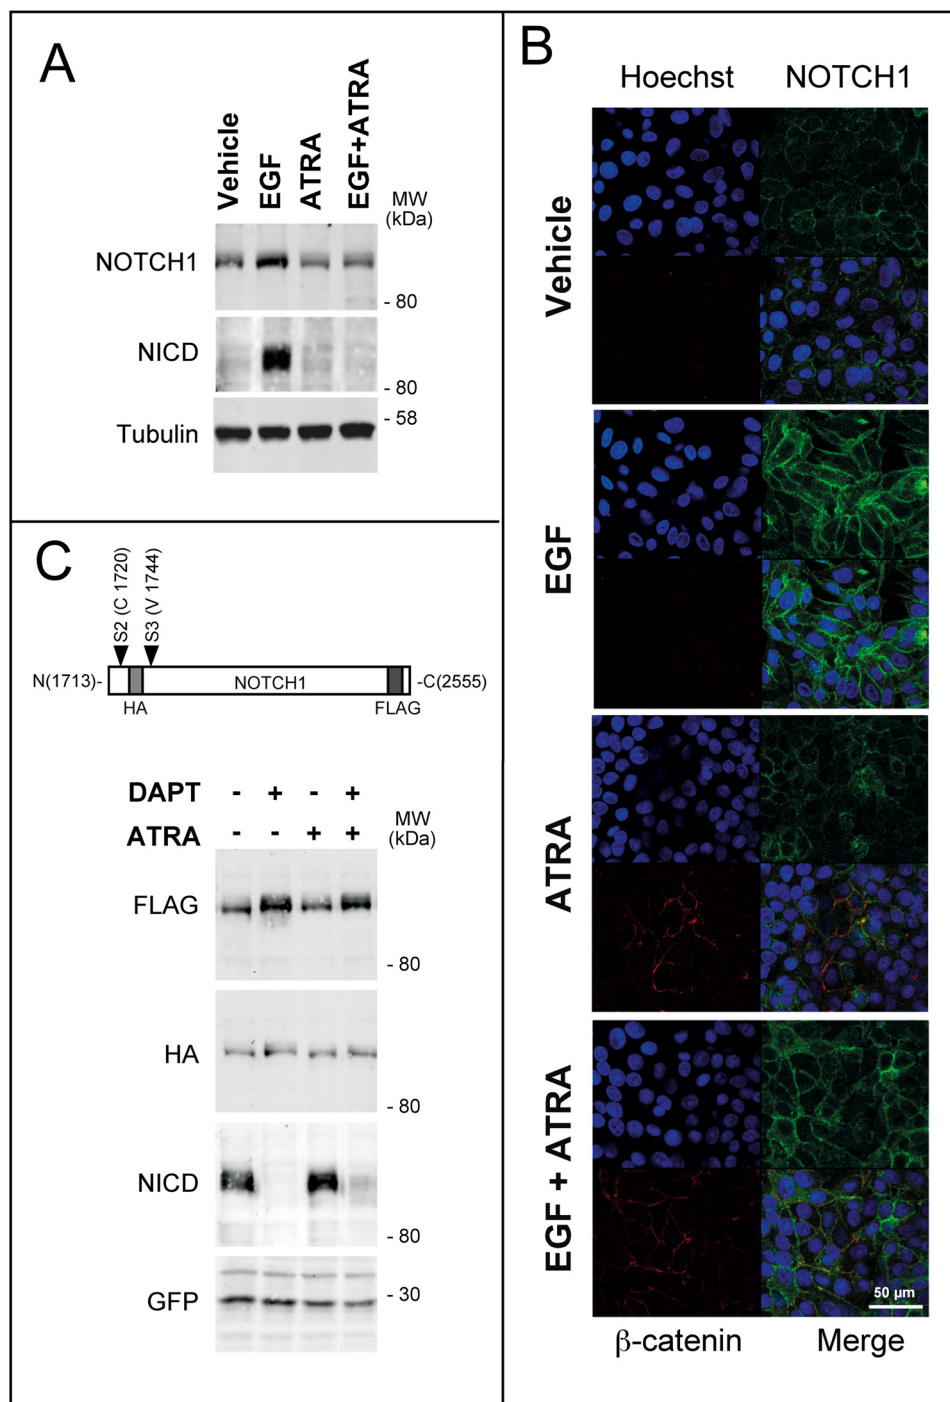 A
Vehicle
EGF
ATRA
EGF+ATRA
MW
(kDa)
NOTCH1
- 80
NICD
- 80
- 58
Tubulin
B
Hoechst
NOTCH1
Vehicle
EGF
ATRA
EGF + ATRA
50 µm
β-catenin
Merge
C
S2 (C 1720)
S3 (V 1744)
N(1713)-
NOTCH1
-C(2555)
HA
FLAG
DAPT - + - +
ATRA - - + +
MW
(kDa)
FLAG
- 80
HA
- 80
NICD
- 80
GFP
- 30